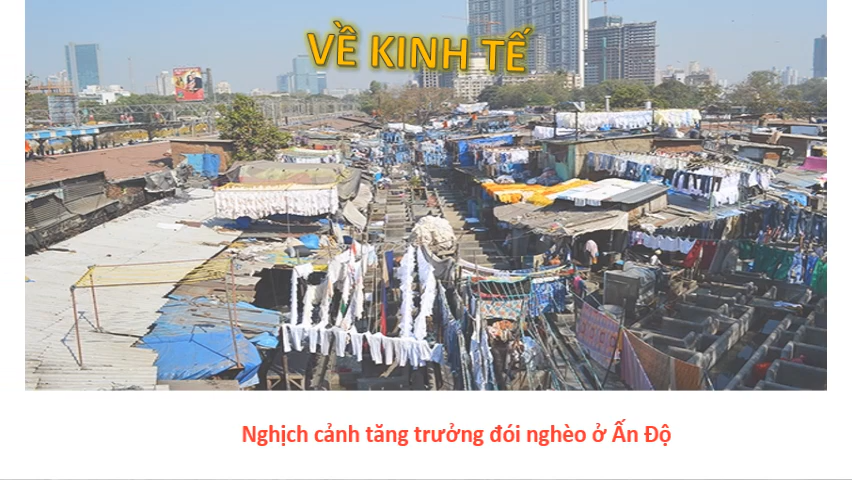 VỀ KINH TẾ
Nghịch cảnh tăng trưởng đói nghèo ở Ấn Độ